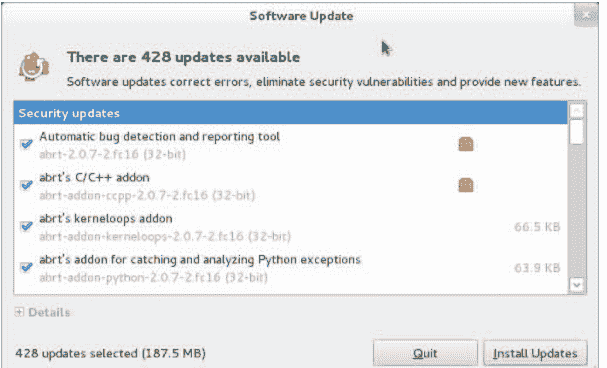 Software Update
There are 428 updates available
Software updates correct errors, eliminate security vulnerabilities and provide new features.
Security updates
Automatic bug detection and reporting tool
abrt-2.0.7-2.fc16 (32-bit)
abrt's C/C++ addon
abrt-addon-ccpp-2.0.7-2.fc16 (32-bit)
abrt's kerneloops addon
66.5 KB
abrt-addon-kerneloops-2.0.7-2.fc16 (32-bit)
abrt's addon for catching and analyzing Python exceptions
63.9 KB
abrt-addon-python-2.0.7-2.fc16 (32-bit)
Details
428 updates selected (187.5 MB)
Quit
Install Updates